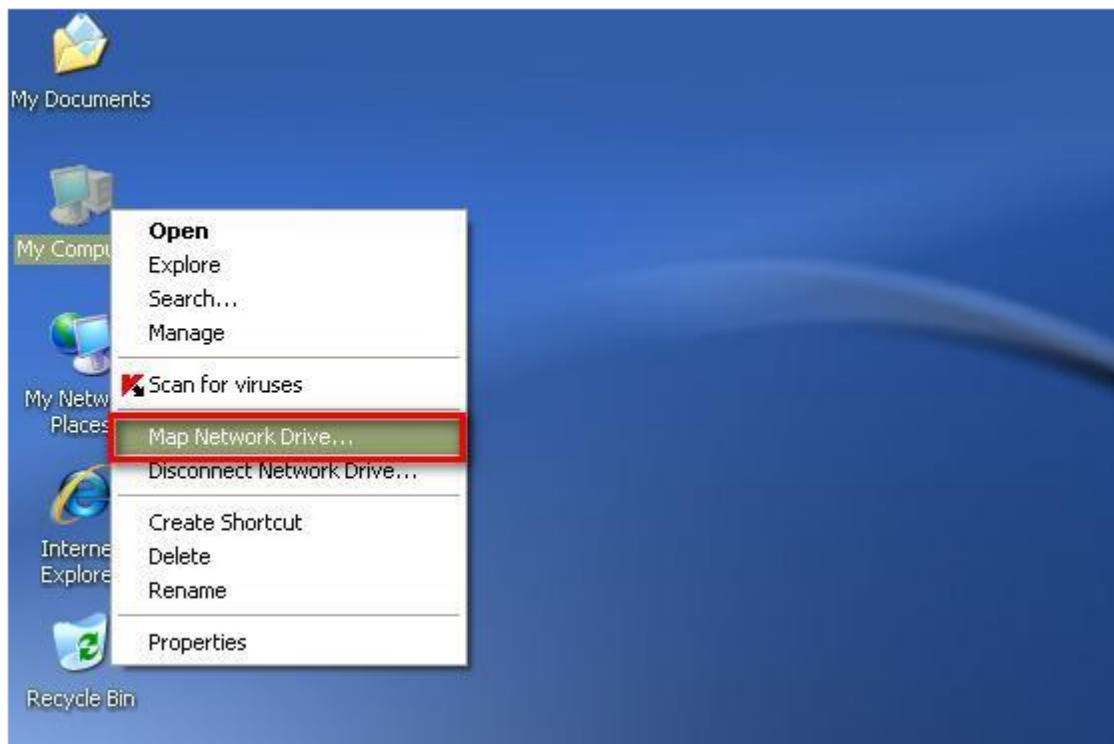 My Documents
My Compu
My Netw
Places
Interne
Explore
Recycle Bin
Open
Explore
Search...
Manage
Scan for viruses
Map Network Drive...
Disconnect Network Drive...
Create Shortcut
Delete
Rename
Properties